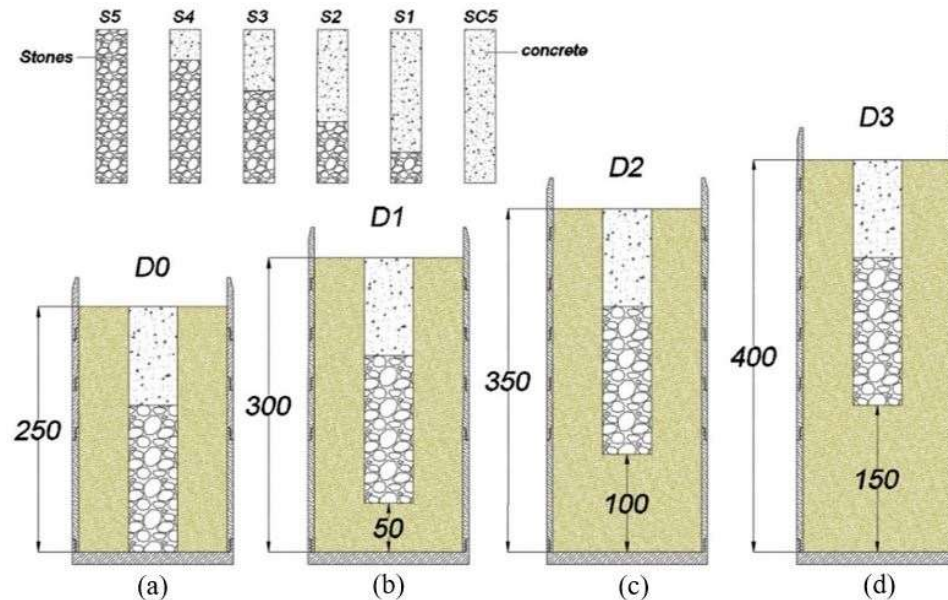 S5 S4 S3 S2 S1 SC5
Stones
concrete
D0
D1
D2
D3
250
300
350
400
50
100
150
(a) (b) (c) (d)